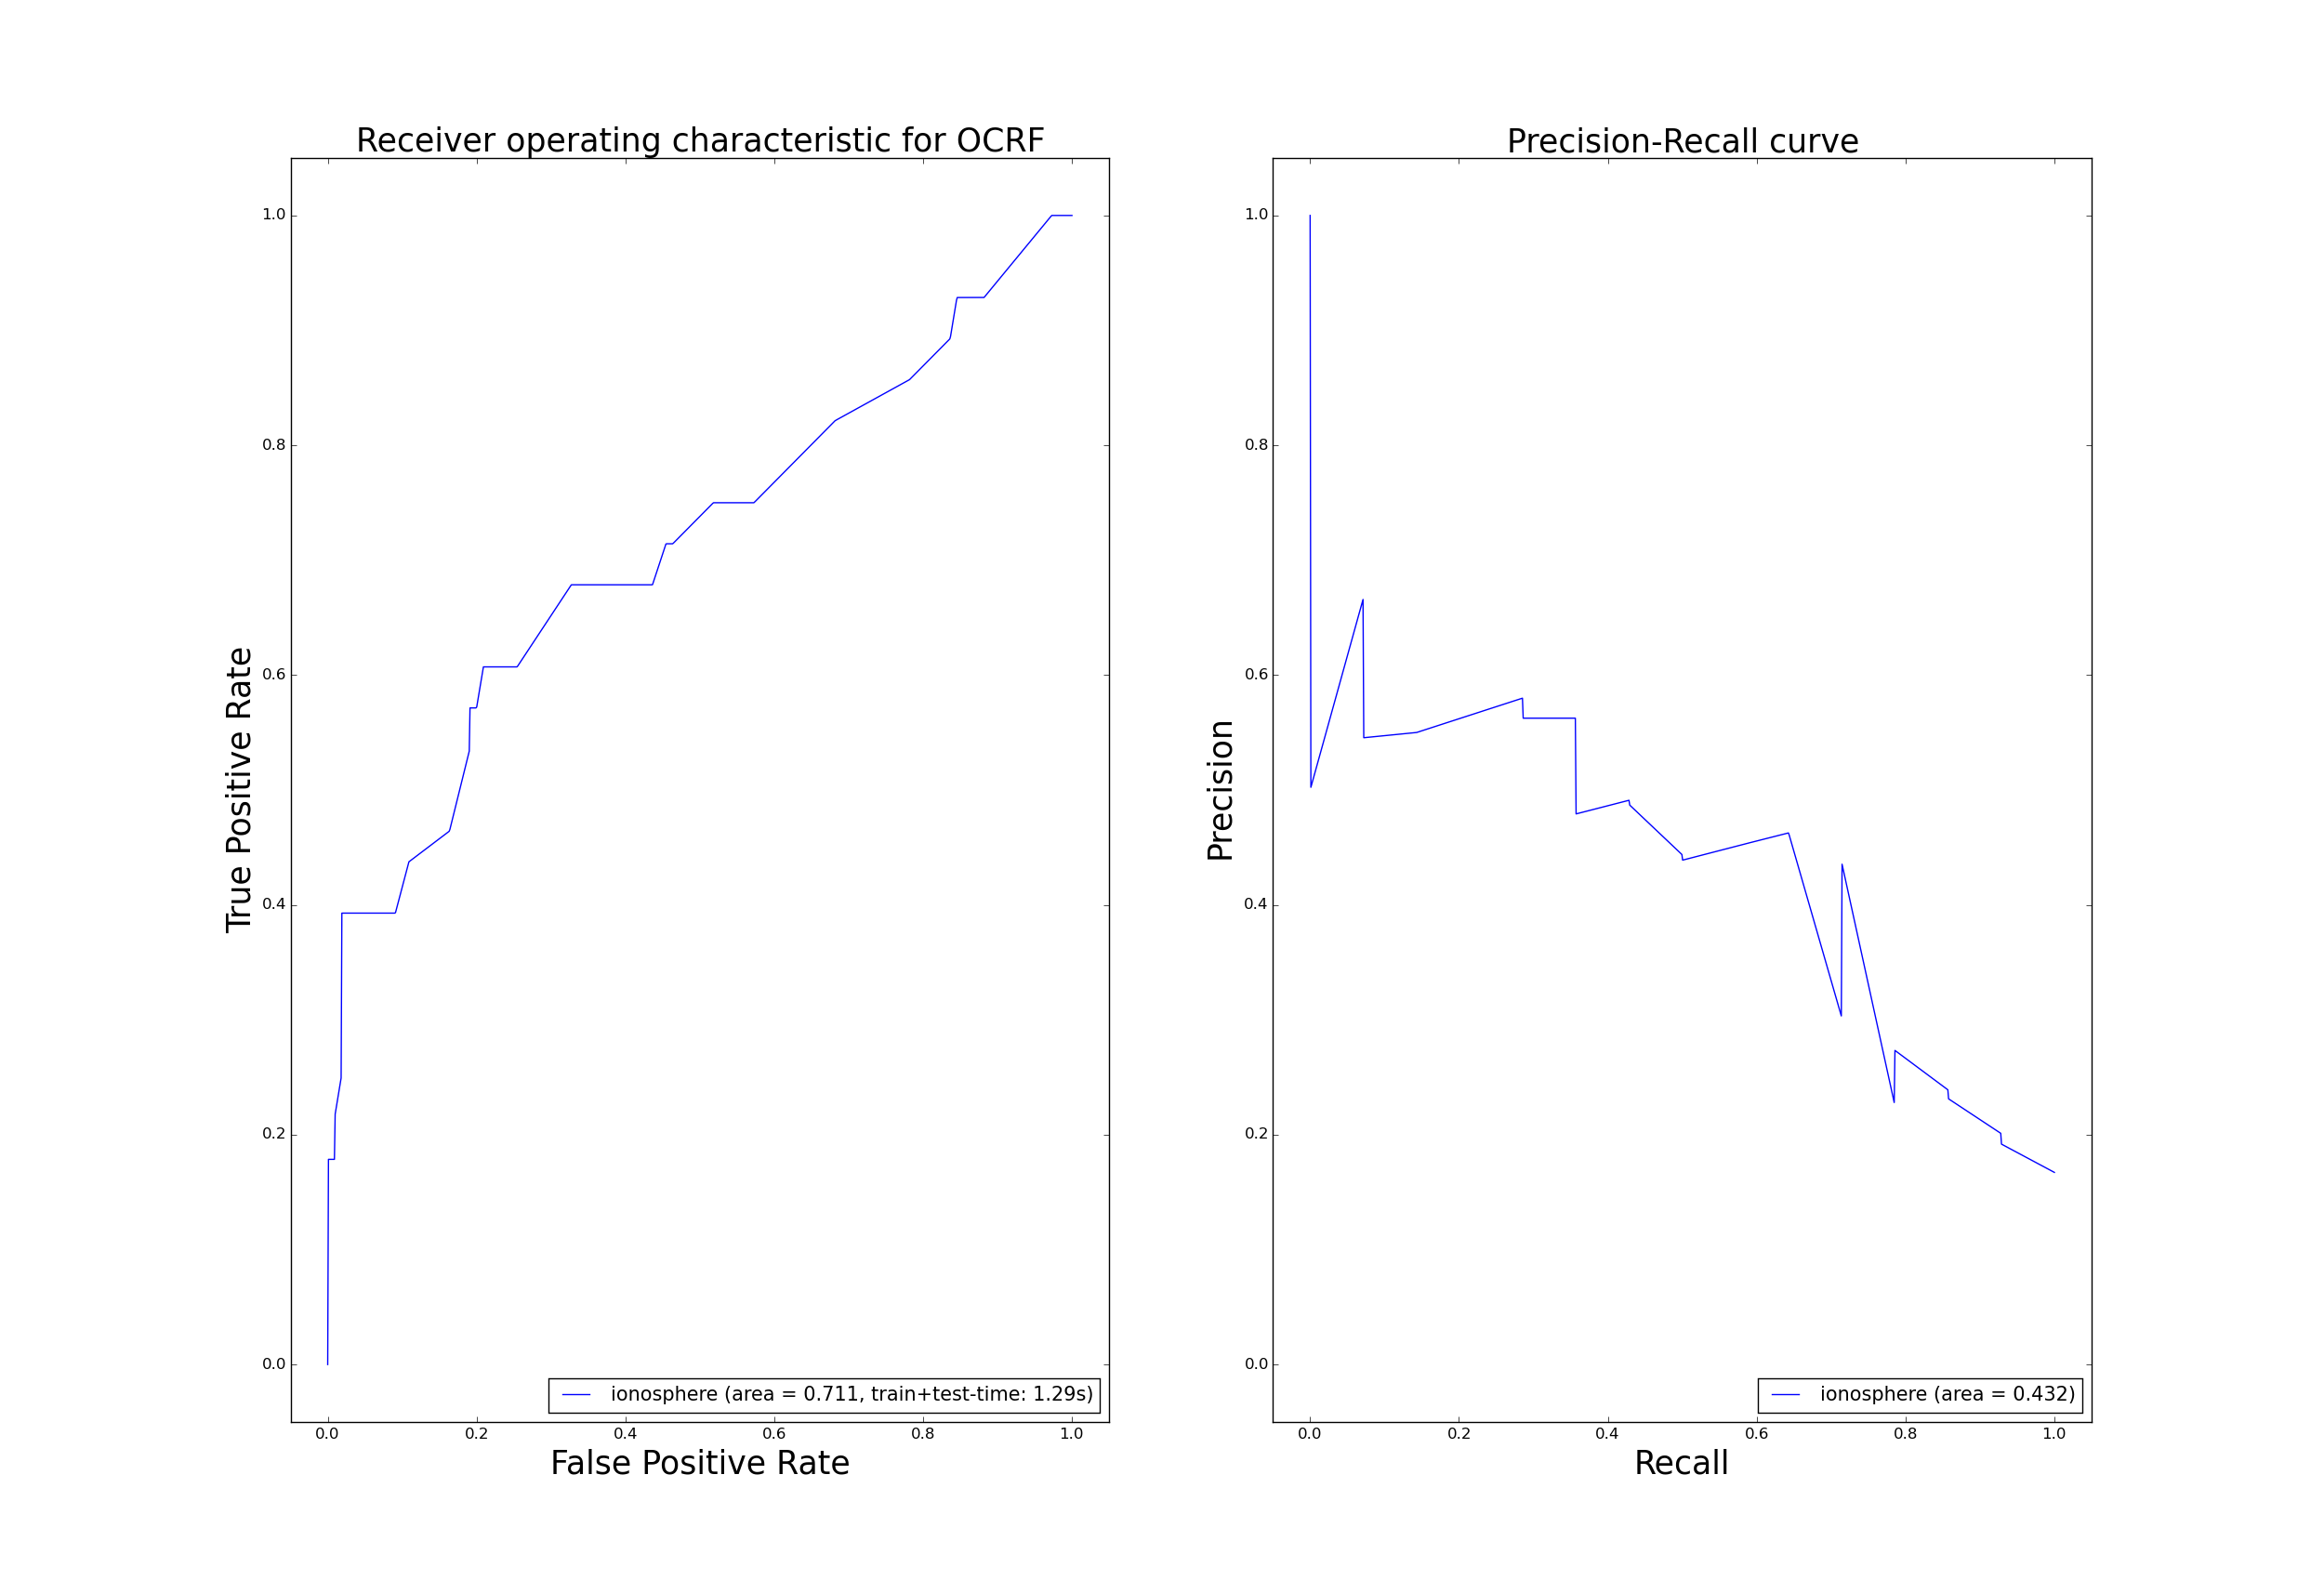 Receiver operating characteristic for OCRF
True Positive Rate
1.0
0.8
0.6
0.4
0.2
0.0
ionosphere (area = 0.711, train+test-time: 1.29s)
0.0 0.2 0.4 0.6 0.8 1.0
False Positive Rate
Precision-Recall curve
Precision
1.0
0.8
0.6
0.4
0.2
0.0
ionosphere (area = 0.432)
0.0 0.2 0.4 0.6 0.8 1.0
Recall